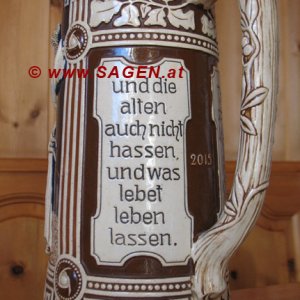 © www.SAGEN.at
und die
alten
auch nicht
hassen,
und was
lebet
leben
lassen.
2015